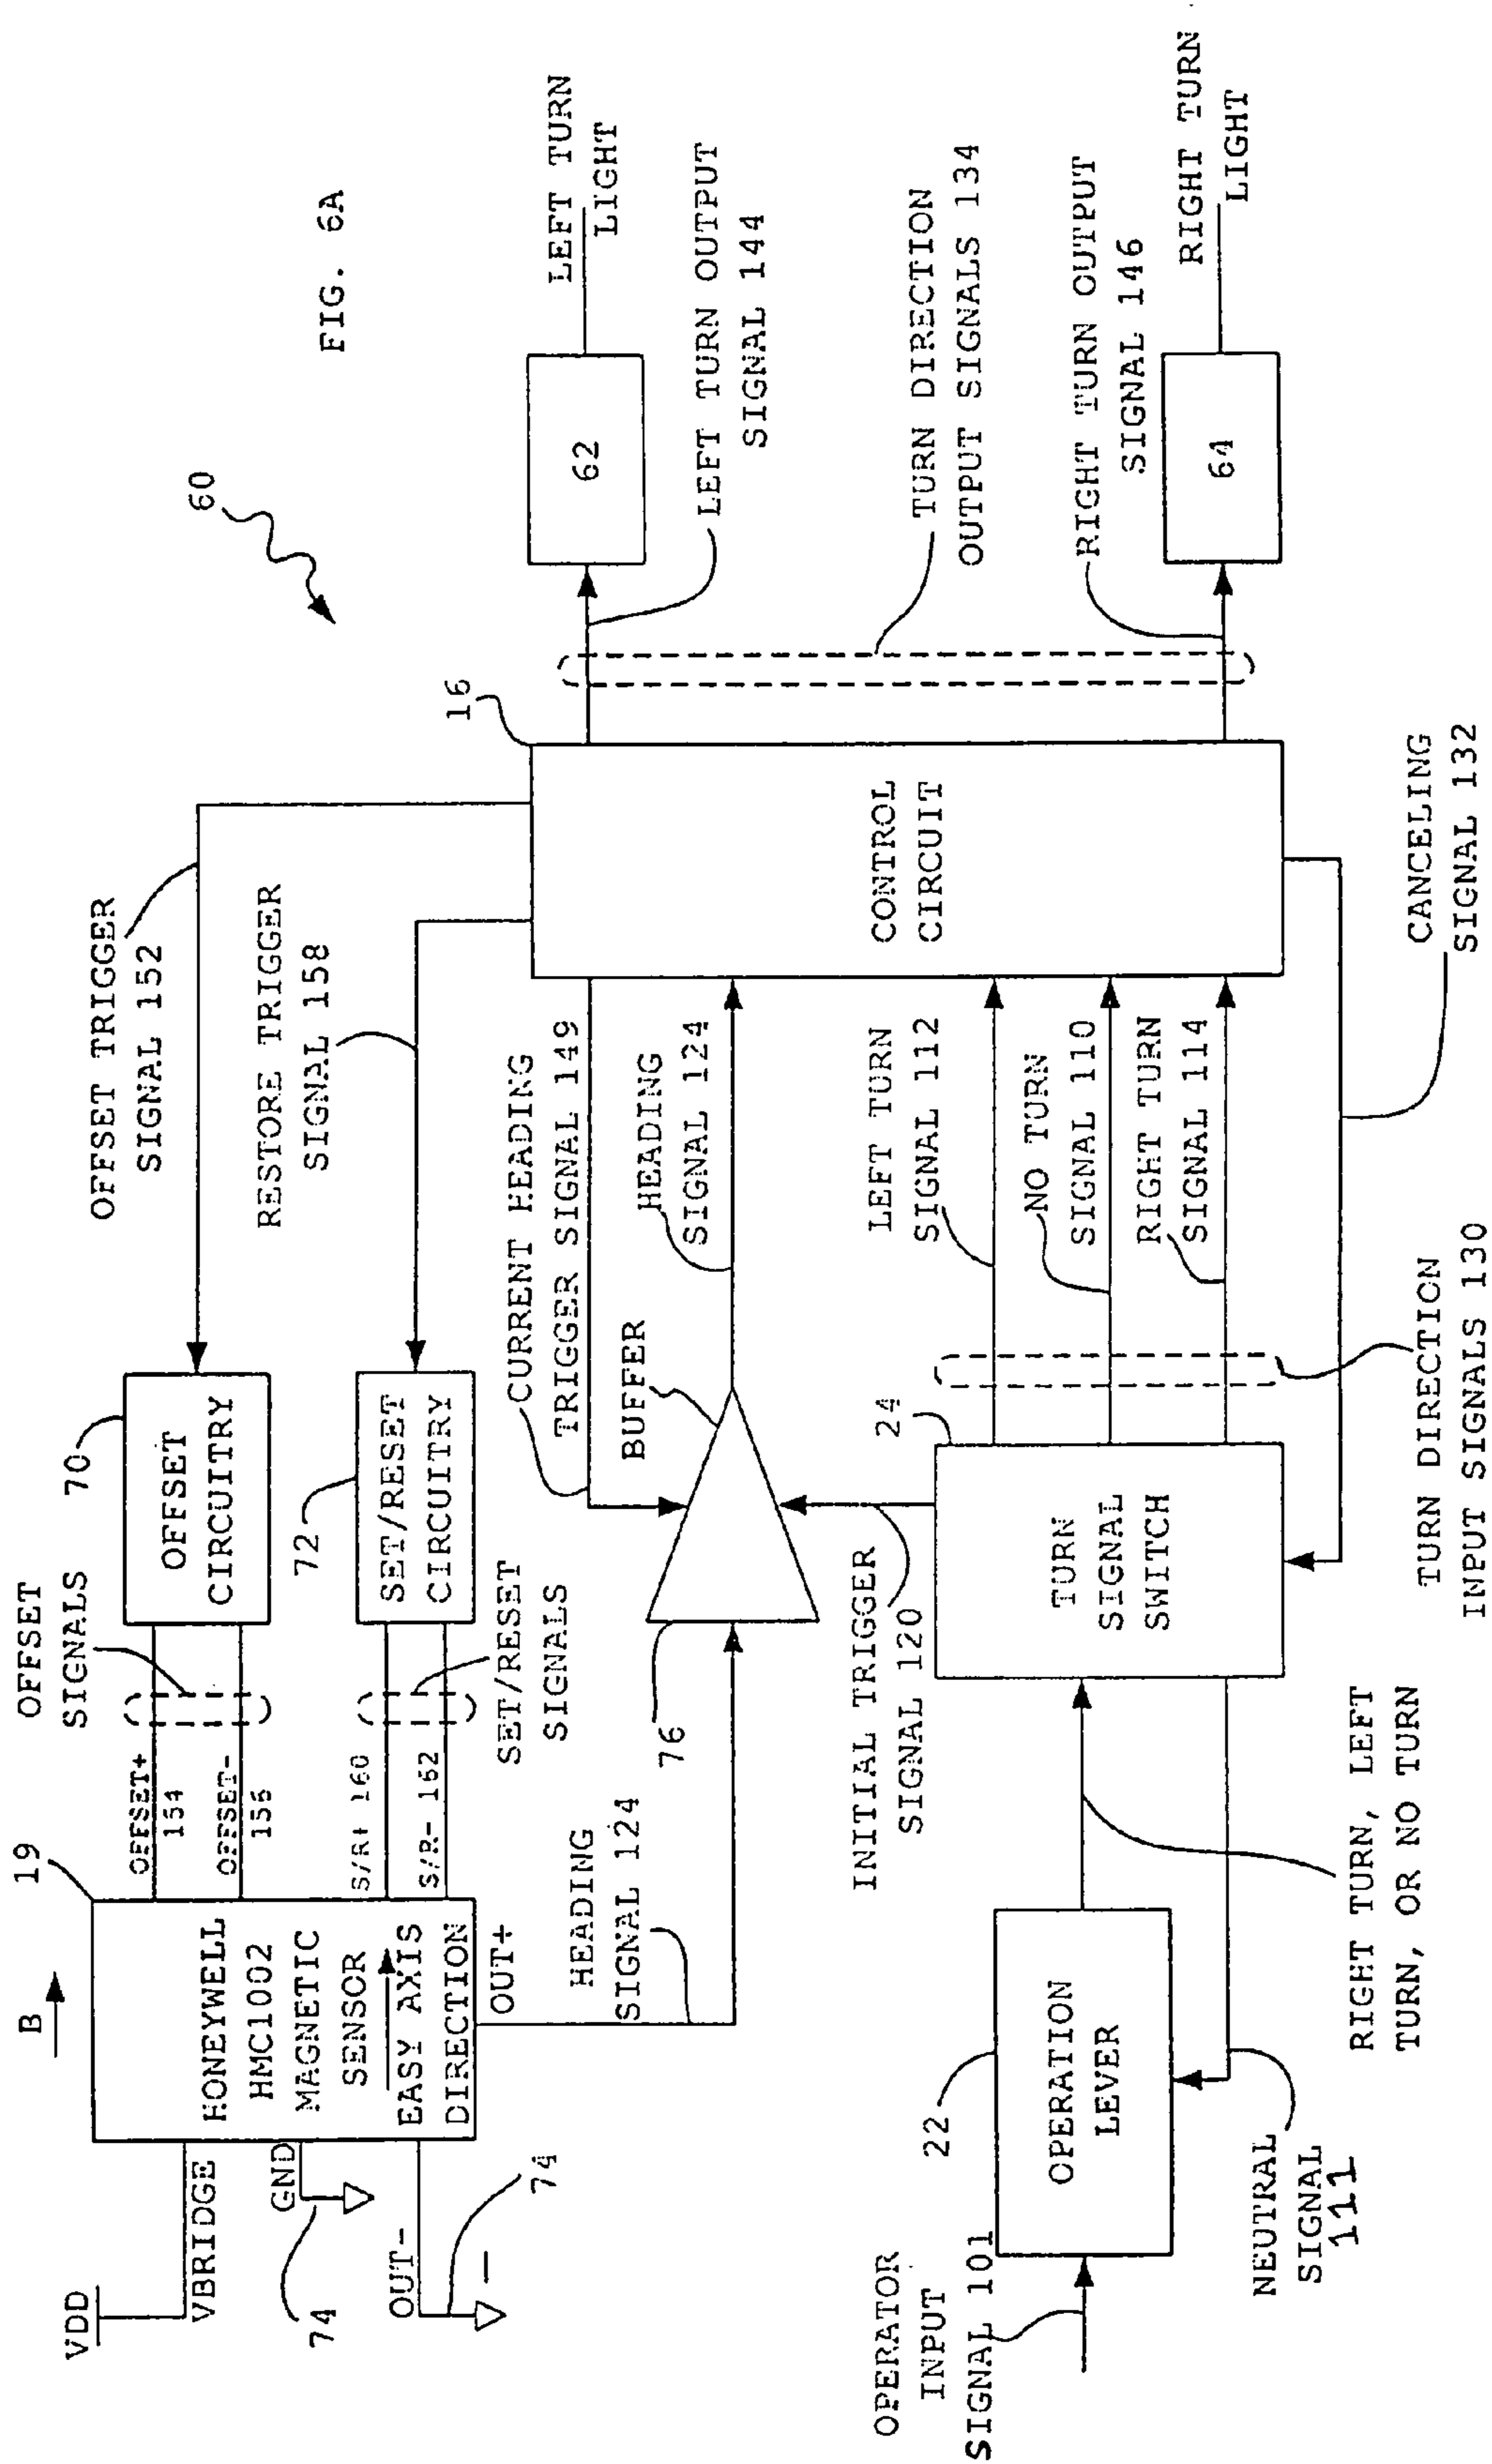 FIG. 6A
60
VDD
VBRIDGE
GND
74
OUT-
74
B
19
HONEYWELL
HMC1002
MAGNETIC
SENSOR
EASY AXIS
DIRECTION
OUT+
OFFSET+
154
OFFSET-
156
S/R+ 160
S/R- 162
OFFSET
SIGNALS
SET/RESET
SIGNALS
70
OFFSET
CIRCUITRY
72
SET/RESET
CIRCUITRY
OFFSET TRIGGER
SIGNAL 152
RESTORE TRIGGER
SIGNAL 158
CURRENT HEADING
TRIGGER SIGNAL 149
HEADING
SIGNAL 124
BUFFER
76
HEADING
SIGNAL 124
INITIAL TRIGGER
SIGNAL 120
16
CONTROL
CIRCUIT
62
LEFT TURN
LIGHT
LEFT TURN OUTPUT
SIGNAL 144
TURN DIRECTION
OUTPUT SIGNALS 134
RIGHT TURN OUTPUT
SIGNAL 146
64
RIGHT TURN
LIGHT
OPERATOR
INPUT
SIGNAL 101
22
OPERATION
LEVER
NEUTRAL
SIGNAL
111
RIGHT TURN, LEFT
TURN, OR NO TURN
24
TURN
SIGNAL
SWITCH
LEFT TURN
SIGNAL 112
NO TURN
SIGNAL 110
RIGHT TURN
SIGNAL 114
TURN DIRECTION
INPUT SIGNALS 130
CANCELING
SIGNAL 132